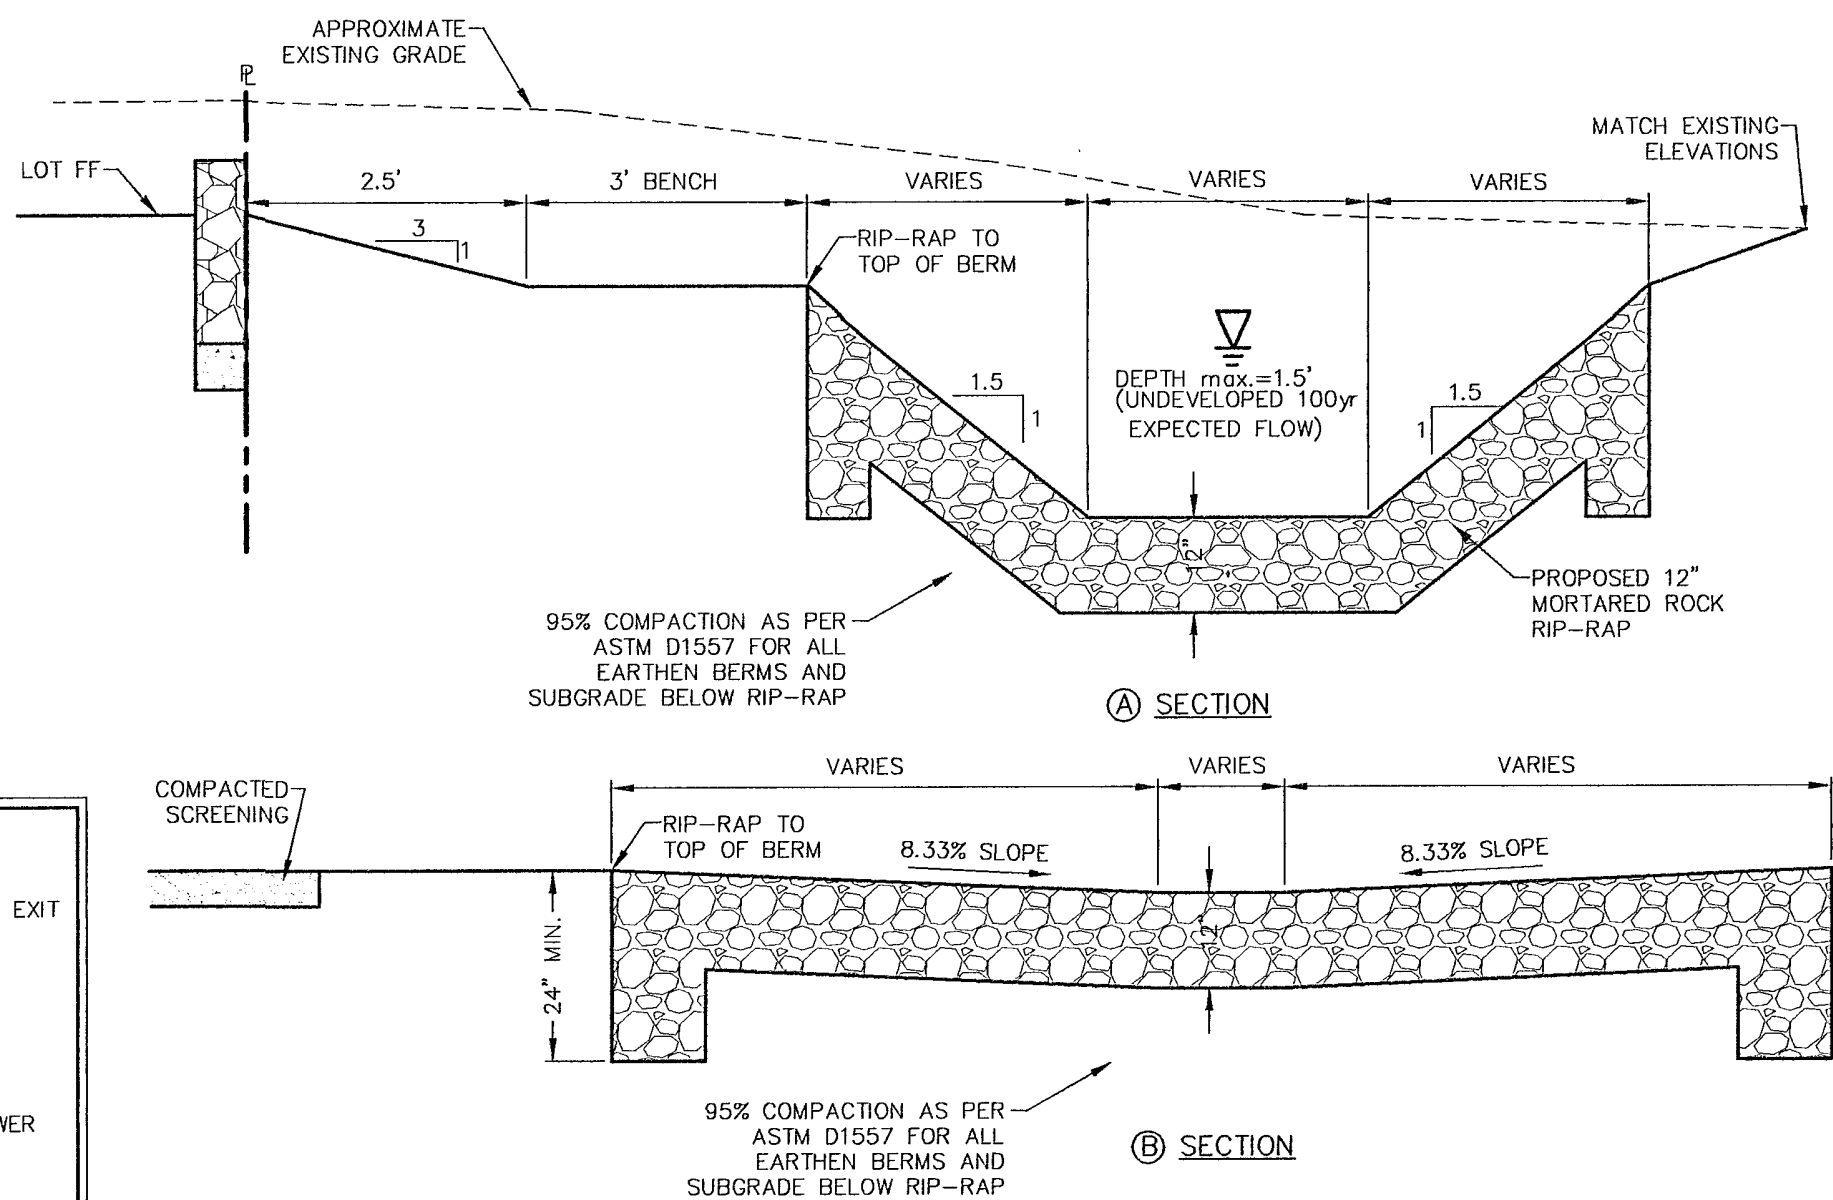 APPROXIMATE
EXISTING GRADE
PL
MATCH EXISTING
ELEVATIONS
LOT FF
2.5'
3' BENCH
VARIES
VARIES
VARIES
3
1
RIP-RAP TO
TOP OF BERM
1.5
1
DEPTH max.=1.5'
(UNDEVELOPED 100yr
EXPECTED FLOW)
1.5
1
12"
PROPOSED 12"
MORTARED ROCK
RIP-RAP
95% COMPACTION AS PER
ASTM D1557 FOR ALL
EARTHEN BERMS AND
SUBGRADE BELOW RIP-RAP
A SECTION
VARIES
VARIES
VARIES
COMPACTED
SCREENING
RIP-RAP TO
TOP OF BERM
8.33% SLOPE
8.33% SLOPE
EXIT
24" MIN.
12"
WER
95% COMPACTION AS PER
ASTM D1557 FOR ALL
EARTHEN BERMS AND
SUBGRADE BELOW RIP-RAP
B SECTION